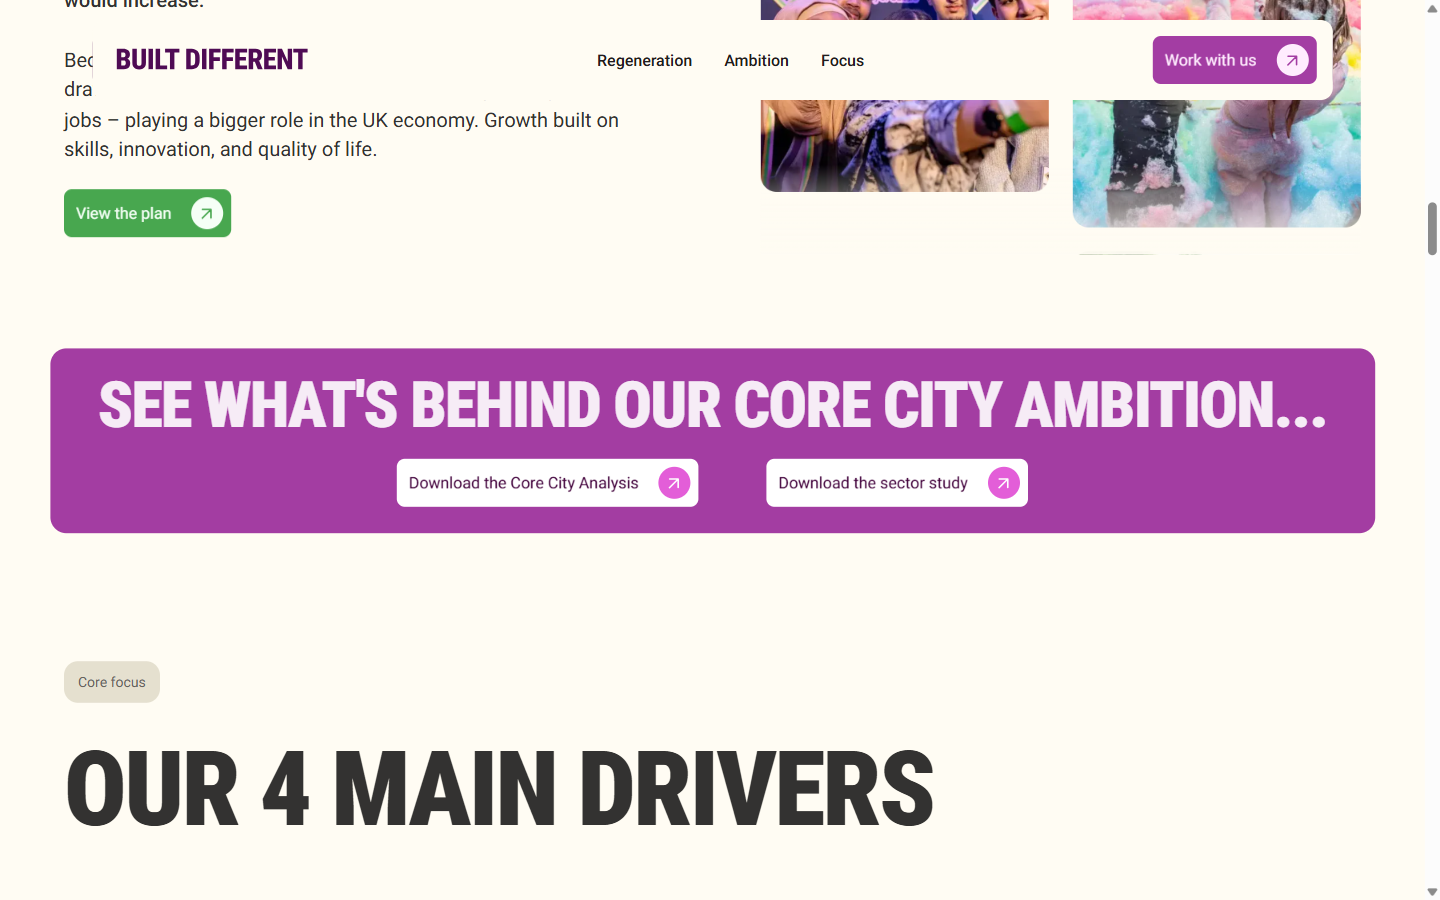 would increase.
BUILT DIFFERENT
Regeneration
Ambition
Focus
Work with us
jobs – playing a bigger role in the UK economy. Growth built on
skills, innovation, and quality of life.
View the plan
SEE WHAT'S BEHIND OUR CORE CITY AMBITION...
Download the Core City Analysis
Download the sector study
Core focus
OUR 4 MAIN DRIVERS